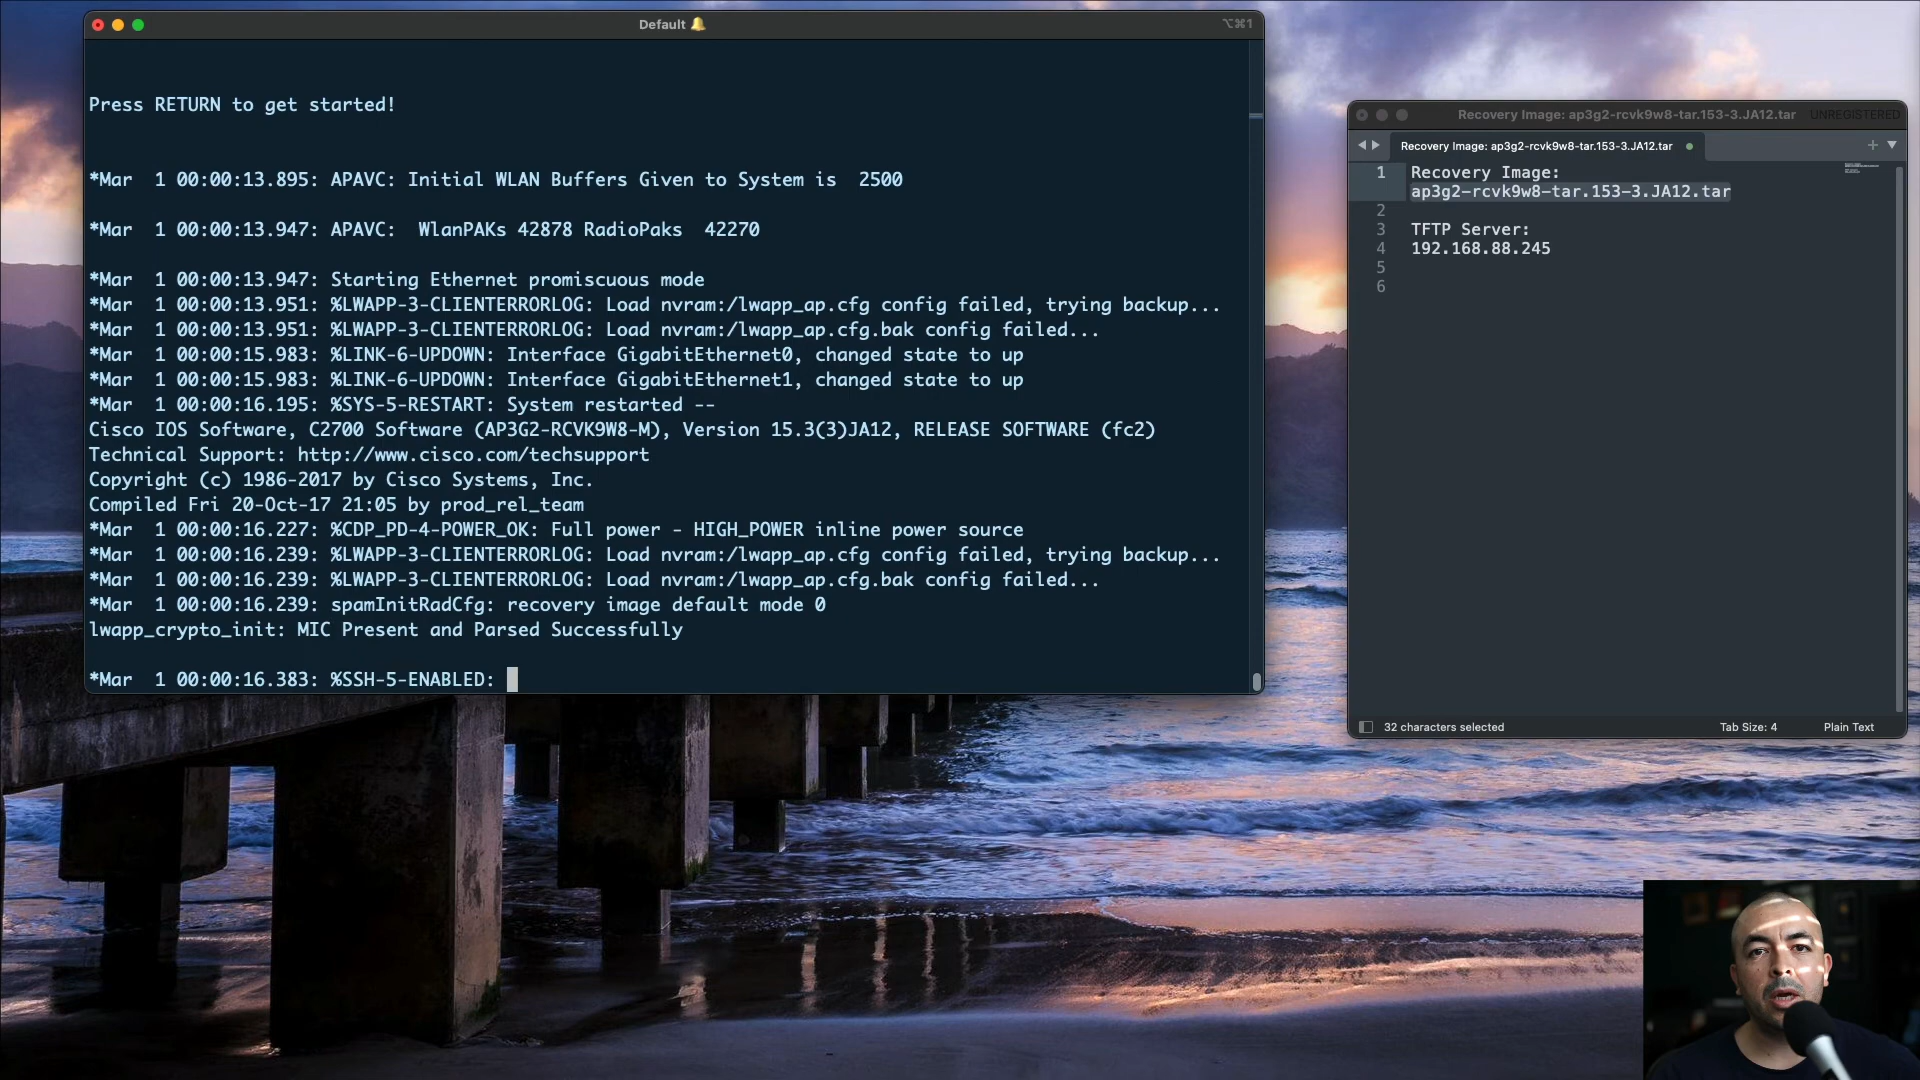 Default 🔔
⌥⌘1
Press RETURN to get started!
*Mar  1 00:00:13.895: APAVC: Initial WLAN Buffers Given to System is  2500
*Mar  1 00:00:13.947: APAVC:  WlanPAKs 42878 RadioPaks  42270
*Mar  1 00:00:13.947: Starting Ethernet promiscuous mode
*Mar  1 00:00:13.951: %LWAPP-3-CLIENTERRORLOG: Load nvram:/lwapp_ap.cfg config failed, trying backup...
*Mar  1 00:00:13.951: %LWAPP-3-CLIENTERRORLOG: Load nvram:/lwapp_ap.cfg.bak config failed...
*Mar  1 00:00:15.983: %LINK-6-UPDOWN: Interface GigabitEthernet0, changed state to up
*Mar  1 00:00:15.983: %LINK-6-UPDOWN: Interface GigabitEthernet1, changed state to up
*Mar  1 00:00:16.195: %SYS-5-RESTART: System restarted --
Cisco IOS Software, C2700 Software (AP3G2-RCVK9W8-M), Version 15.3(3)JA12, RELEASE SOFTWARE (fc2)
Technical Support: http://www.cisco.com/techsupport
Copyright (c) 1986-2017 by Cisco Systems, Inc.
Compiled Fri 20-Oct-17 21:05 by prod_rel_team
*Mar  1 00:00:16.227: %CDP_PD-4-POWER_OK: Full power - HIGH_POWER inline power source
*Mar  1 00:00:16.239: %LWAPP-3-CLIENTERRORLOG: Load nvram:/lwapp_ap.cfg config failed, trying backup...
*Mar  1 00:00:16.239: %LWAPP-3-CLIENTERRORLOG: Load nvram:/lwapp_ap.cfg.bak config failed...
*Mar  1 00:00:16.239: spamInitRadCfg: recovery image default mode 0
lwapp_crypto_init: MIC Present and Parsed Successfully
*Mar  1 00:00:16.383: %SSH-5-ENABLED:
Recovery Image: ap3g2-rcvk9w8-tar.153-3.JA12.tar
UNREGISTERED
Recovery Image: ap3g2-rcvk9w8-tar.153-3.JA12.tar
1 Recovery Image:
ap3g2-rcvk9w8-tar.153-3.JA12.tar
2
3 TFTP Server:
4 192.168.88.245
5
6
32 characters selected
Tab Size: 4
Plain Text